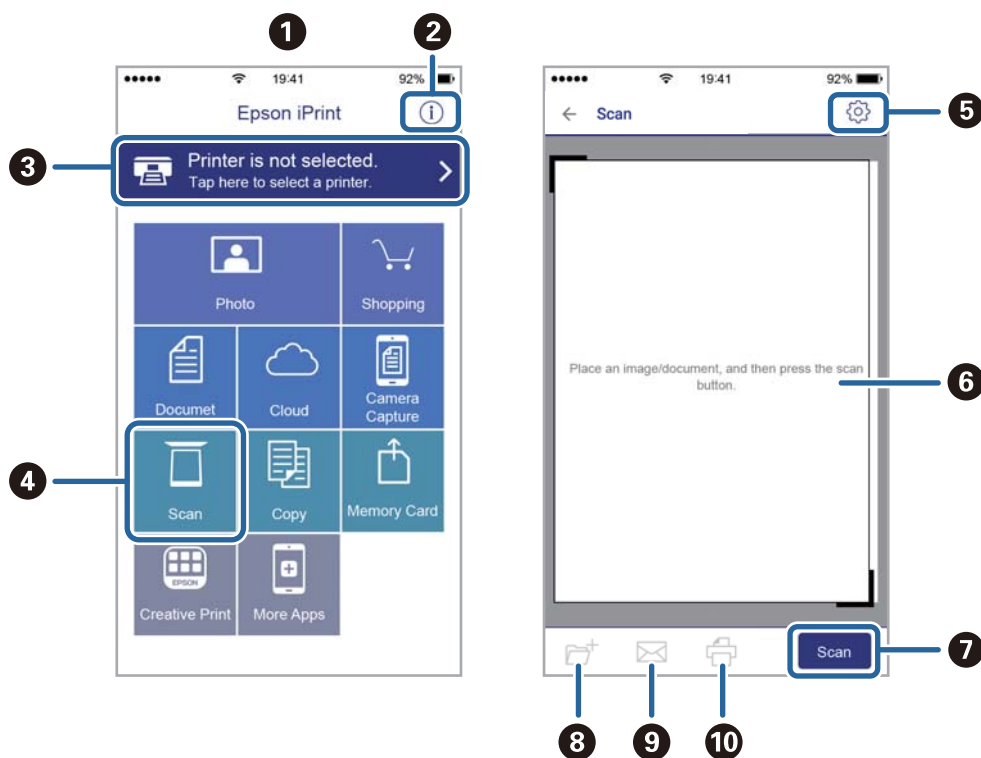 1
2
19:41
92%
Epson iPrint
i
3
Printer is not selected.
Tap here to select a printer.
Photo
Shopping
Documet
Cloud
Camera
Capture
4
Scan
Copy
Memory Card
EPSON
Creative Print
More Apps
19:41
92%
Scan
5
Place an image/document, and then press the scan
button.
6
Scan
7
8
9
10